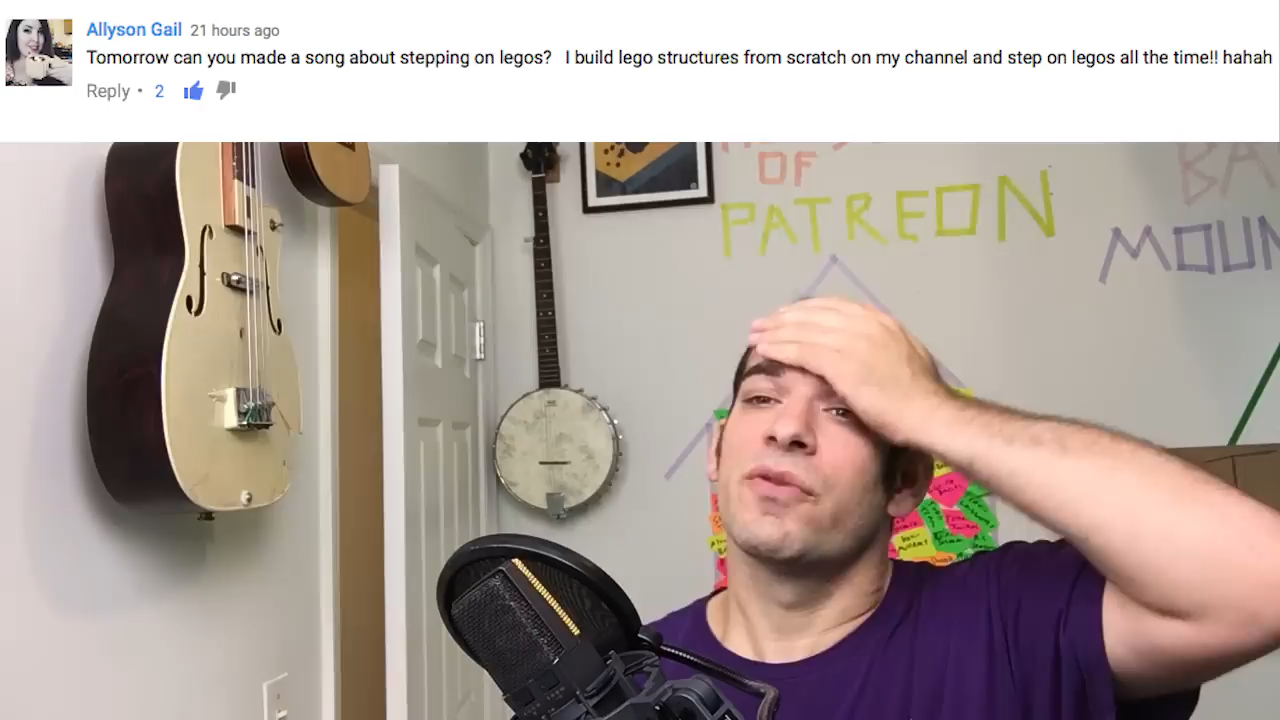 Allyson Gail 21 hours ago
Tomorrow can you made a song about stepping on legos? I build lego structures from scratch on my channel and step on legos all the time!! hahah
Reply • 2
OF
PATREON
BA
MOUN